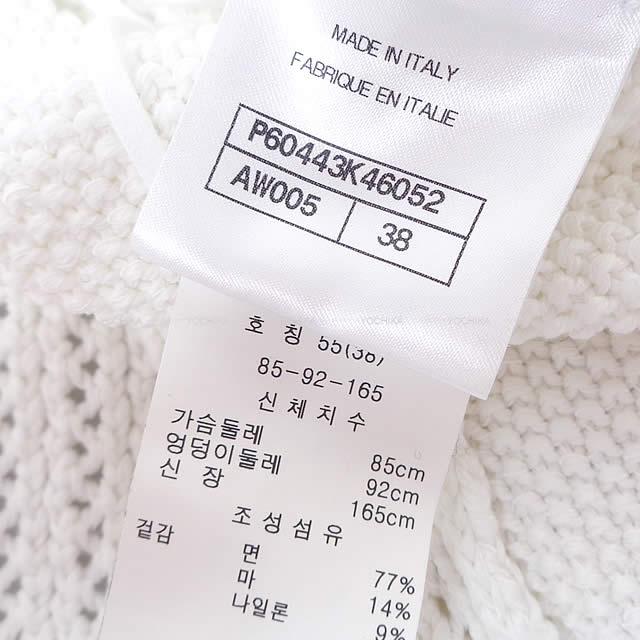 MADE IN ITALY
FABRIQUE EN ITALIE
P60443K46052
AW005 38
호 칭 55(38)
85-92-165
신 체 치 수
가슴둘레 85cm
엉덩이둘레 92cm
신 장 165cm
조 성 섬 유
겉감
면 77%
마 14%
나일론 9%